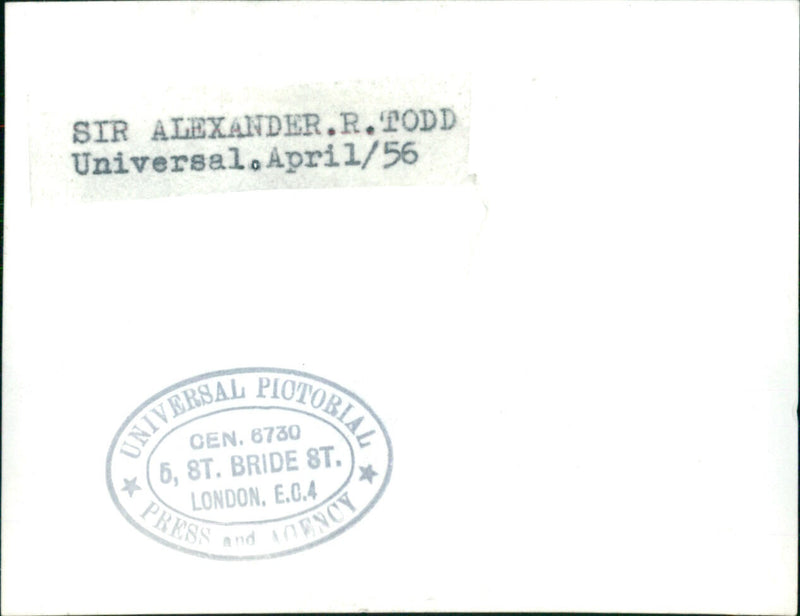 SIR ALEXANDER.R.TODD
Universal.April/56
UNIVERSAL PICTORIAL
CEN. 6730
5, ST. BRIDE ST.
LONDON, E.C.4
PRESS and AGENCY